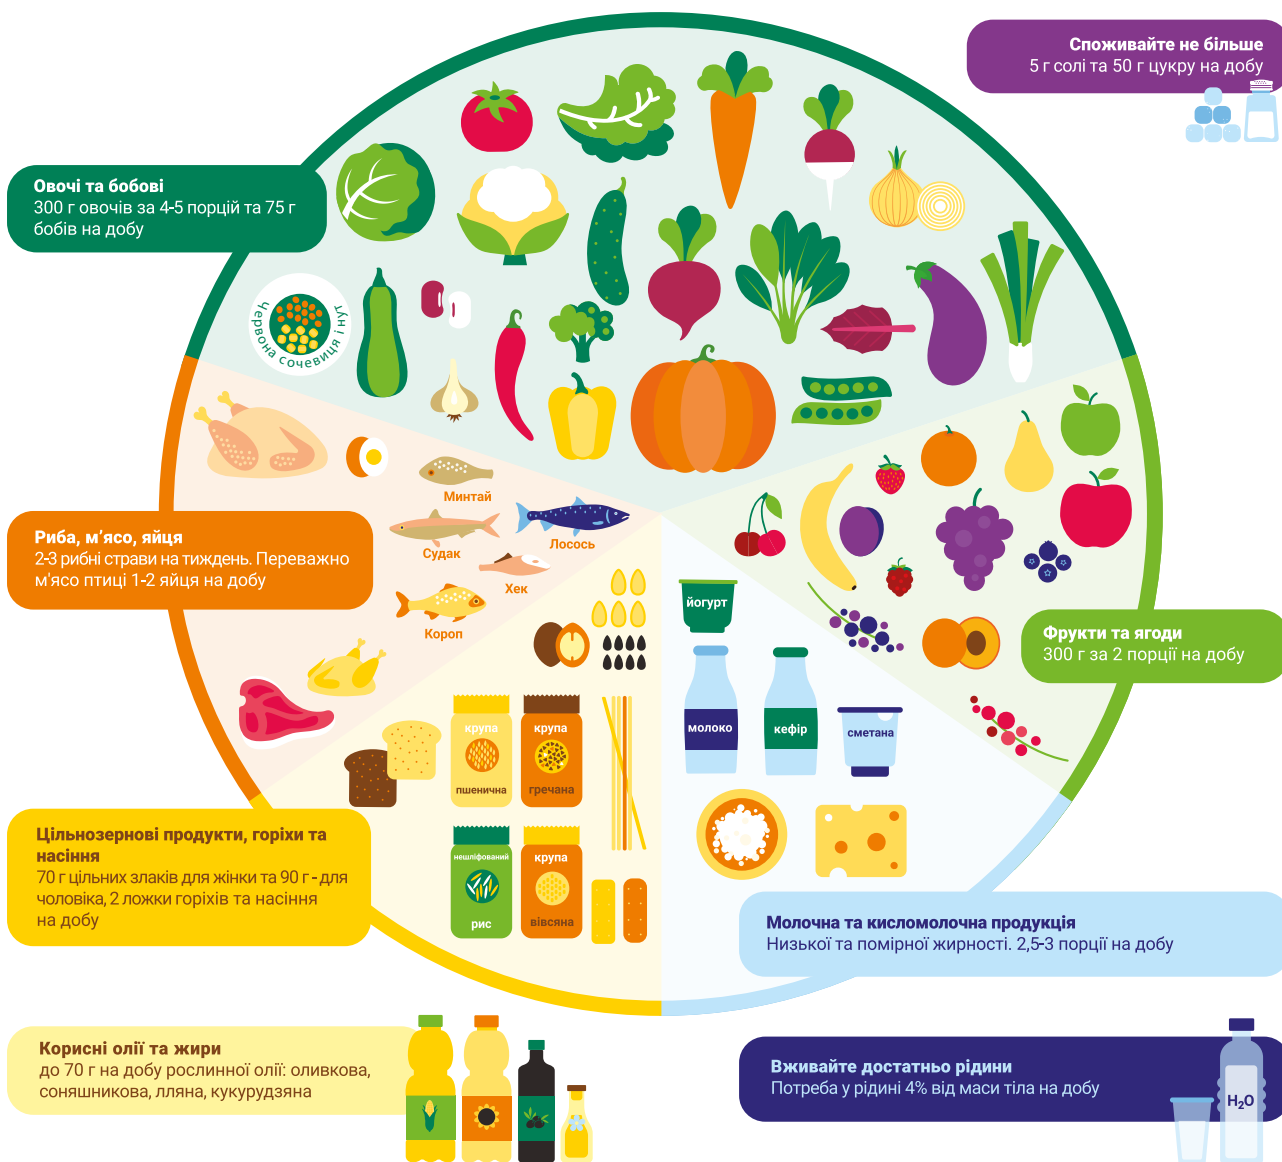 Споживайте не більше
5 г солі та 50 г цукру на добу
Овочі та бобові
300 г овочів за 4-5 порцій та 75 г
бобів на добу
Червона сочевиця і нут
Риба, м'ясо, яйця
2-3 рибні страви на тиждень. Переважно
м'ясо птиці 1-2 яйця на добу
Минтай
Судак
Лосось
Хек
Короп
Фрукти та ягоди
300 г за 2 порції на добу
йогурт
молоко
кефір
сметана
крупа
пшенична
крупа
гречана
нешліфований
рис
крупа
вівсяна
Цільнозернові продукти, горіхи та
насіння
70 г цільних злаків для жінки та 90 г - для
чоловіка, 2 ложки горіхів та насіння
на добу
Молочна та кисломолочна продукція
Низької та помірної жирності. 2,5-3 порції на добу
Корисні олії та жири
до 70 г на добу рослинної олії: оливкова,
соняшникова, лляна, кукурудзяна
Вживайте достатньо рідини
Потреба у рідині 4% від маси тіла на добу
H₂O